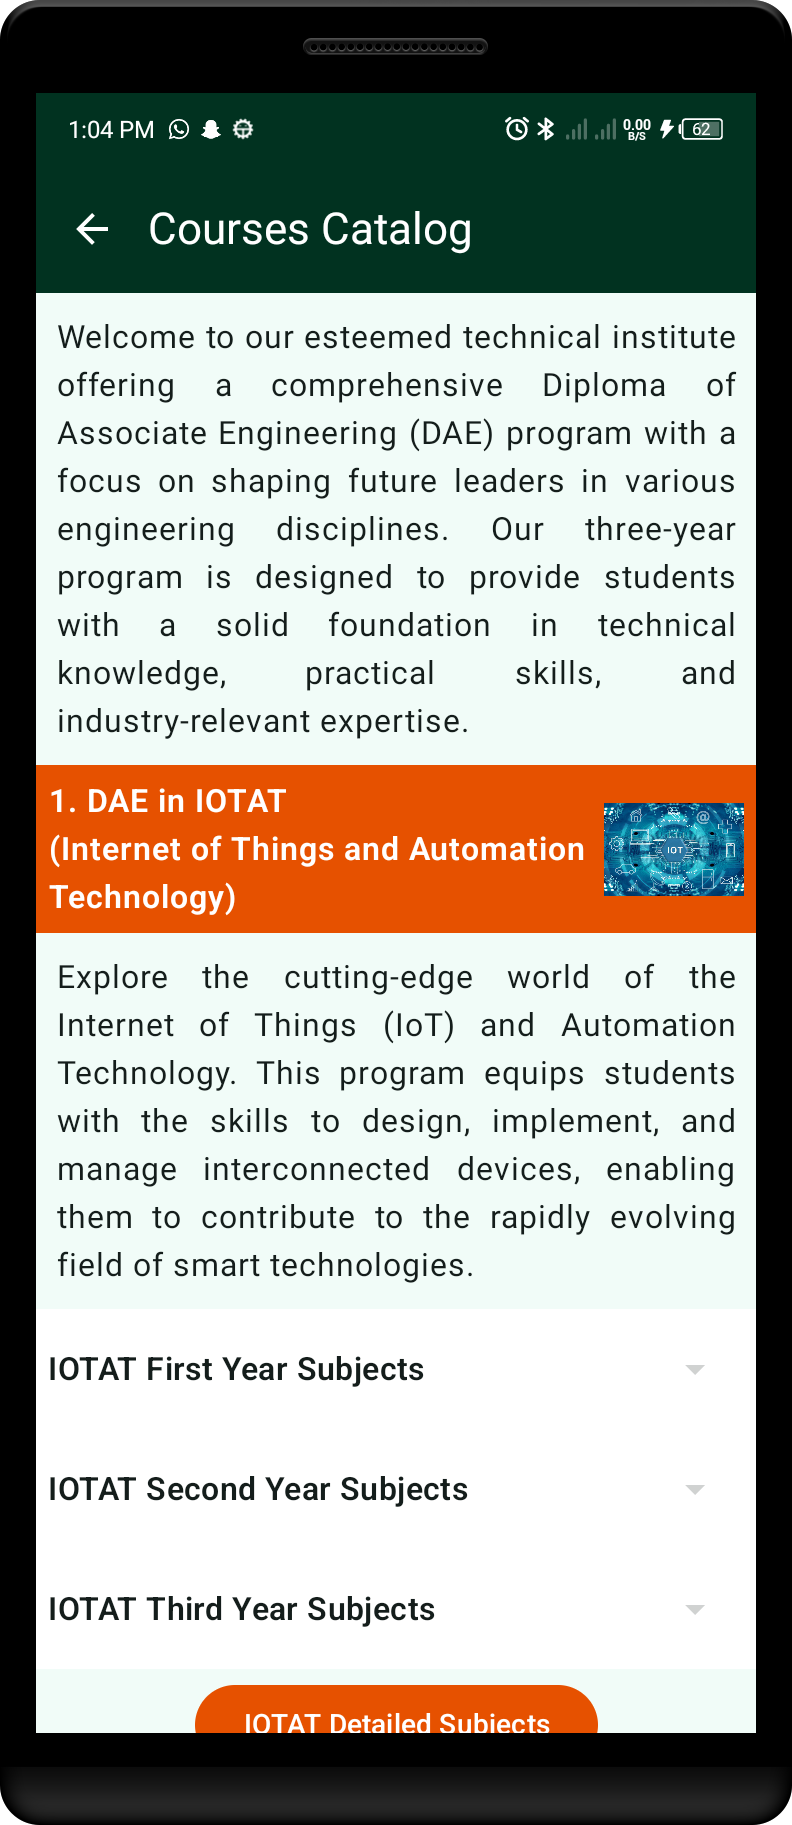 1:04 PM 0.00 B/S 62
Courses Catalog
Welcome to our esteemed technical institute
offering a comprehensive Diploma of
Associate Engineering (DAE) program with a
focus on shaping future leaders in various
engineering disciplines. Our three-year
program is designed to provide students
with a solid foundation in technical
knowledge, practical skills, and
industry-relevant expertise.
1. DAE in IOTAT
(Internet of Things and Automation
Technology)
IOT
Explore the cutting-edge world of the
Internet of Things (IoT) and Automation
Technology. This program equips students
with the skills to design, implement, and
manage interconnected devices, enabling
them to contribute to the rapidly evolving
field of smart technologies.
IOTAT First Year Subjects
IOTAT Second Year Subjects
IOTAT Third Year Subjects
IOTAT Detailed Subjects